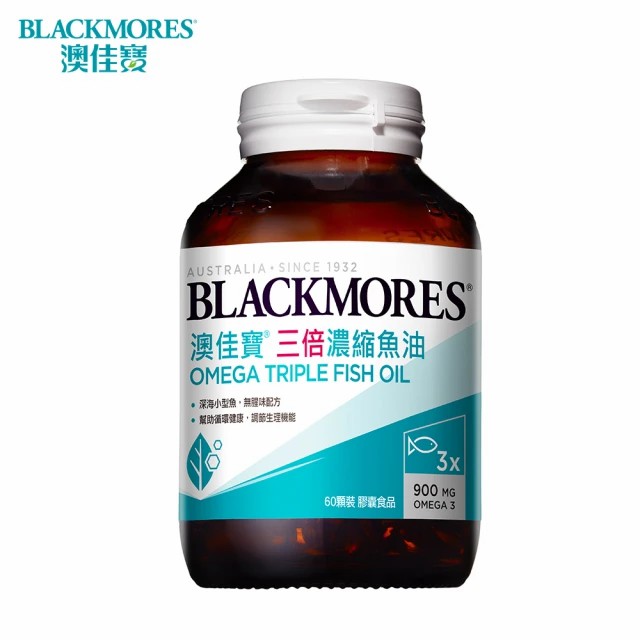 BLACKMORES®
澳佳寶
AUSTRALIA • SINCE 1932
BLACKMORES®
澳佳寶® 三倍濃縮魚油
OMEGA TRIPLE FISH OIL
• 深海小型魚，無腥味配方
• 幫助循環健康，調節生理機能
3x
900 MG
OMEGA 3
60顆裝 膠囊食品